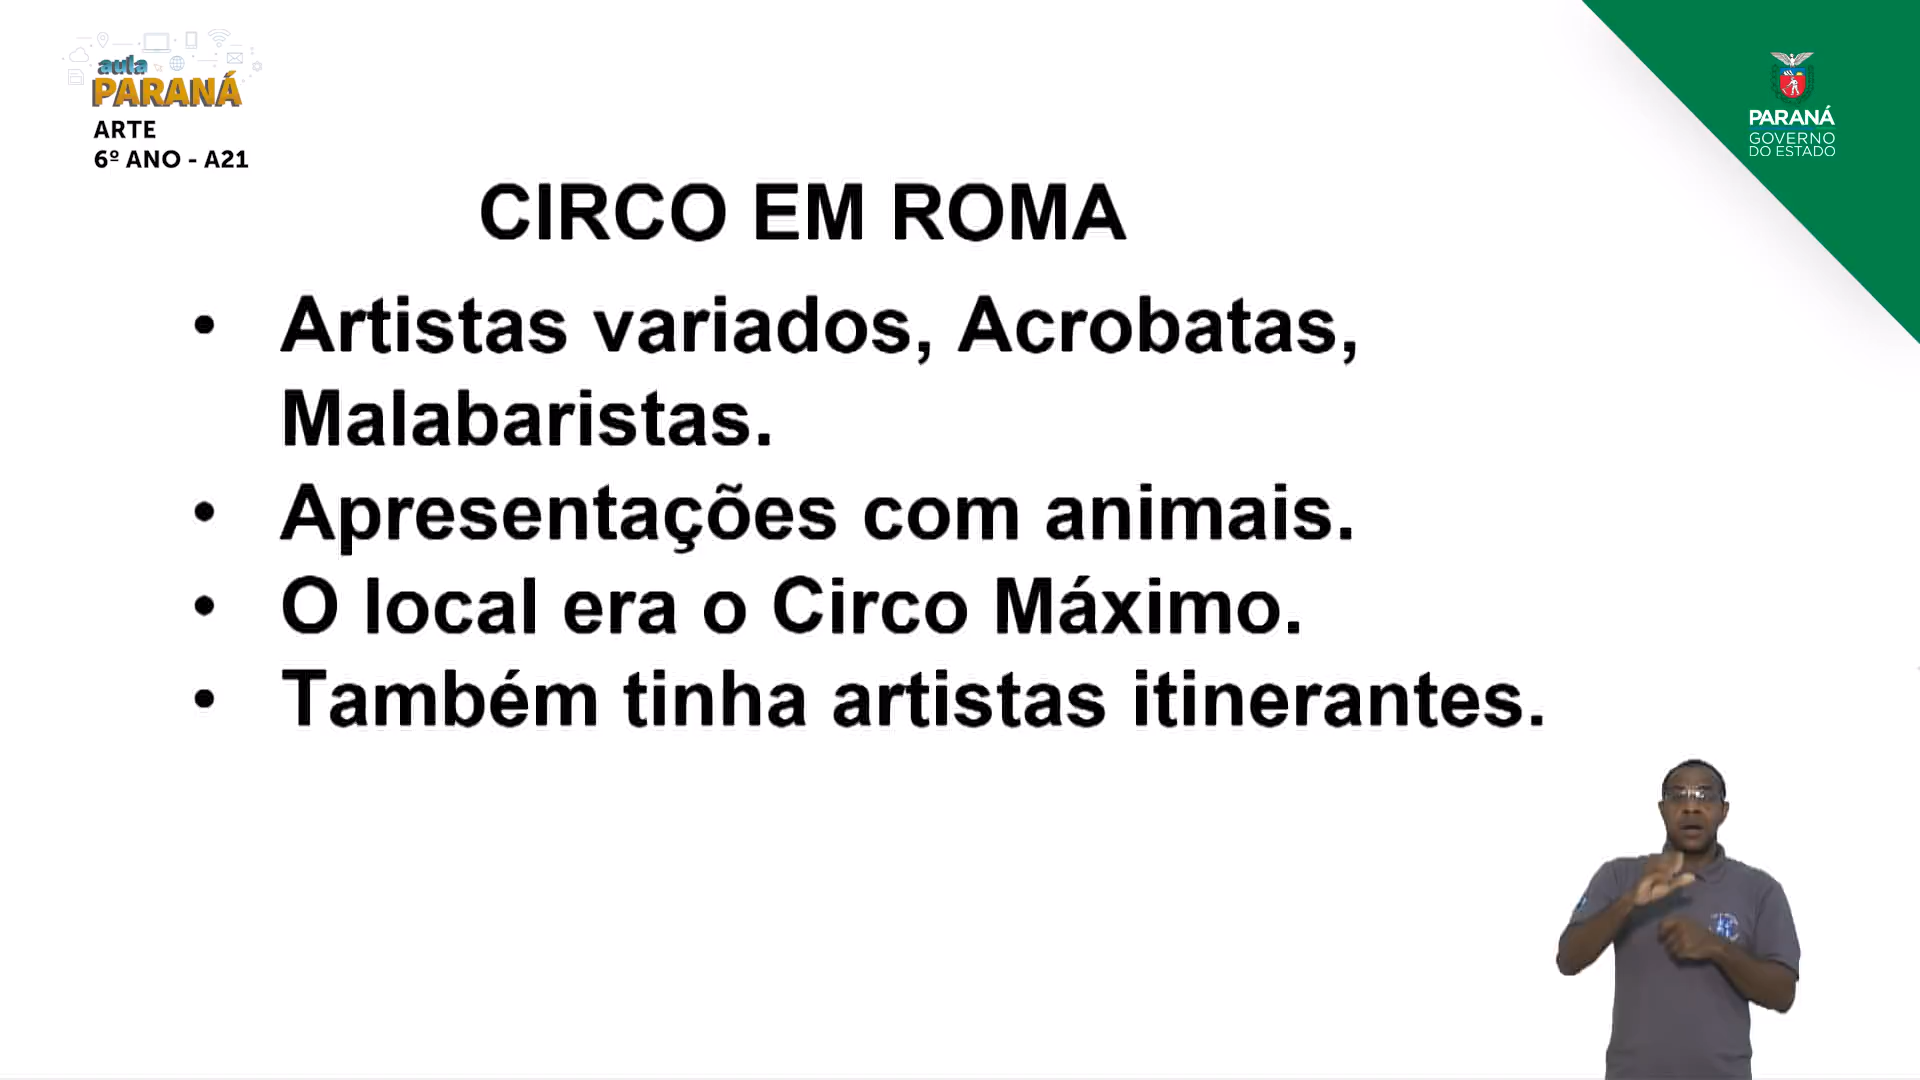 aula
PARANÁ
ARTE
6º ANO - A21
PARANÁ
GOVERNO
DO ESTADO
CIRCO EM ROMA
• Artistas variados, Acrobatas,
Malabaristas.
• Apresentações com animais.
• O local era o Circo Máximo.
• Também tinha artistas itinerantes.